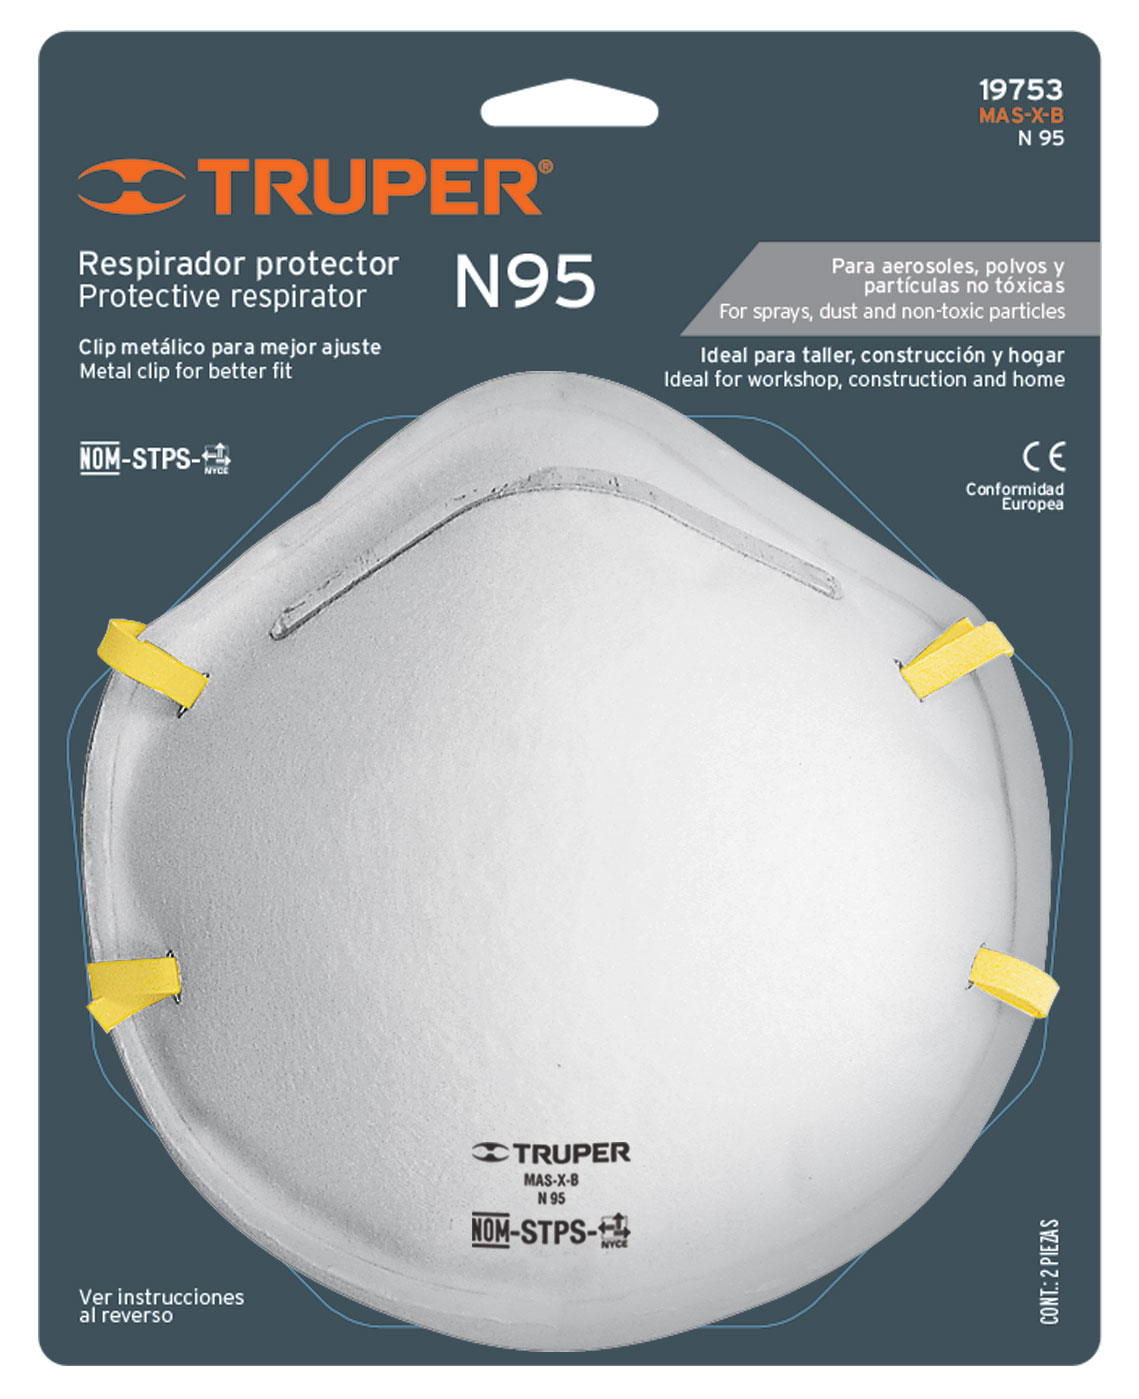 19753
MAS-X-B
N 95
TRUPER®
Respirador protector
Protective respirator
N95
Para aerosoles, polvos y
partículas no tóxicas
For sprays, dust and non-toxic particles
Clip metálico para mejor ajuste
Metal clip for better fit
Ideal para taller, construcción y hogar
Ideal for workshop, construction and home
NOM-STPS-NYCE
CE
Conformidad
Europea
TRUPER
MAS-X-B
N 95
NOM-STPS-NYCE
Ver instrucciones
al reverso
CONT.: 2 PIEZAS